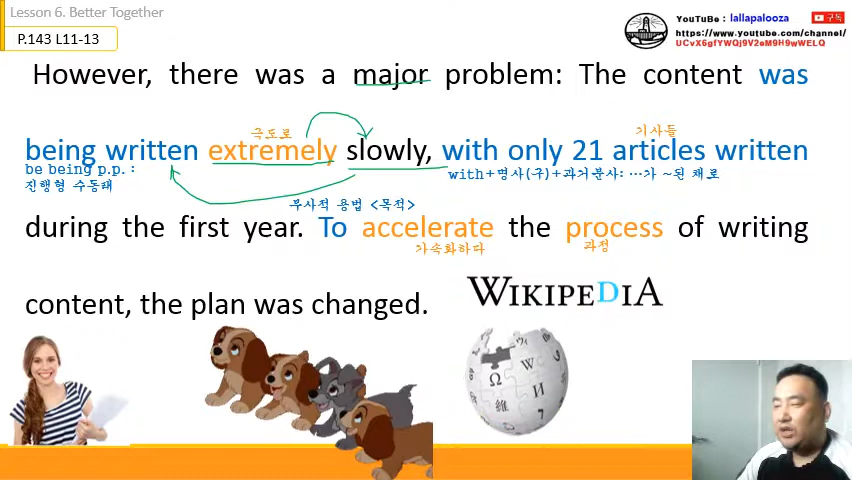 Lesson 6. Better Together
P.143 L11-13
YouTuBe : lallapalooza
구독
https://www.youtube.com/channel/
UCvX6gfYWQj9V2eM9H9wWELQ
However, there was a major problem: The content was
극도로
기사들
being written extremely slowly, with only 21 articles written
be being p.p. :
with+명사(구)+과거분사: ...가 ~된 채로
진행형 수동태
부사적 용법 <목적>
during the first year. To accelerate the process of writing
가속화하다
과정
content, the plan was changed.
WIKIPEDIA
Ω
W
И
維
7